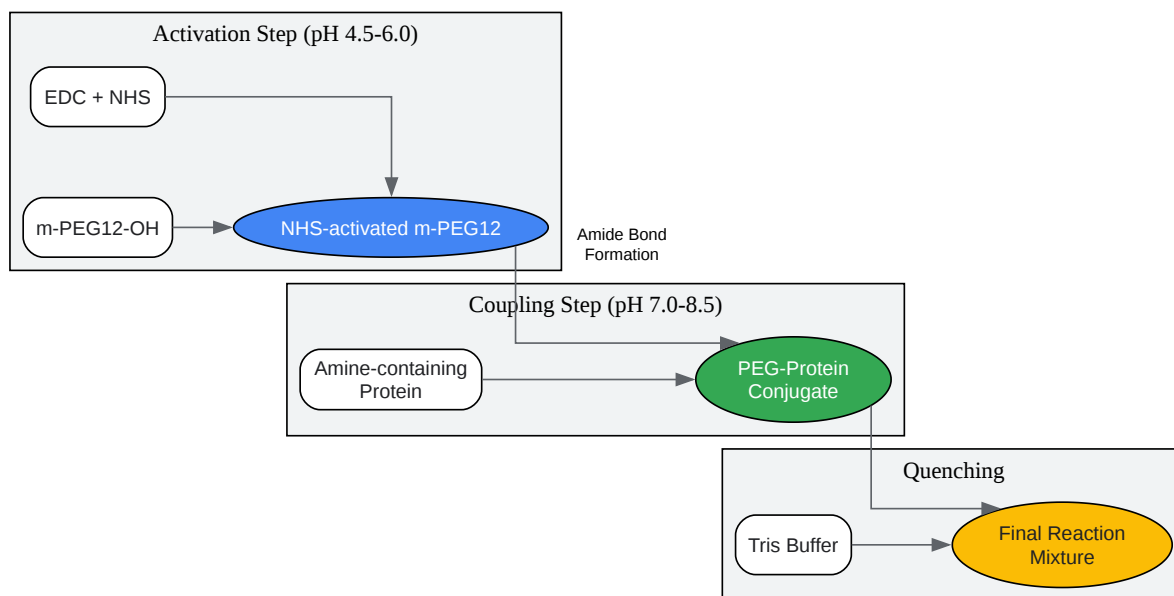 Activation Step (pH 4.5-6.0)
EDC + NHS
m-PEG12-OH
NHS-activated m-PEG12
Amide Bond
Formation
Coupling Step (pH 7.0-8.5)
Amine-containing
Protein
PEG-Protein
Conjugate
Quenching
Tris Buffer
Final Reaction
Mixture